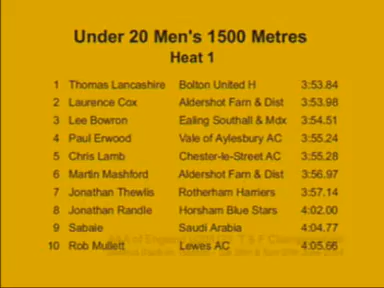 Under 20 Men's 1500 Metres
Heat 1
1 Thomas Lancashire Bolton United H 3:53.84
2 Laurence Cox Aldershot Farn & Dist 3:53.98
3 Lee Bowron Ealing Southall & Mdx 3:54.51
4 Paul Erwood Vale of Aylesbury AC 3:55.24
5 Chris Lamb Chester-le-Street AC 3:55.28
6 Martin Mashford Aldershot Farn & Dist 3:56.97
7 Jonathan Thewlis Rotherham Harriers 3:57.14
8 Jonathan Randle Horsham Blue Stars 4:02.00
9 Sabaie Saudi Arabia 4:04.77
10 Rob Mullett Lewes AC 4:05.66